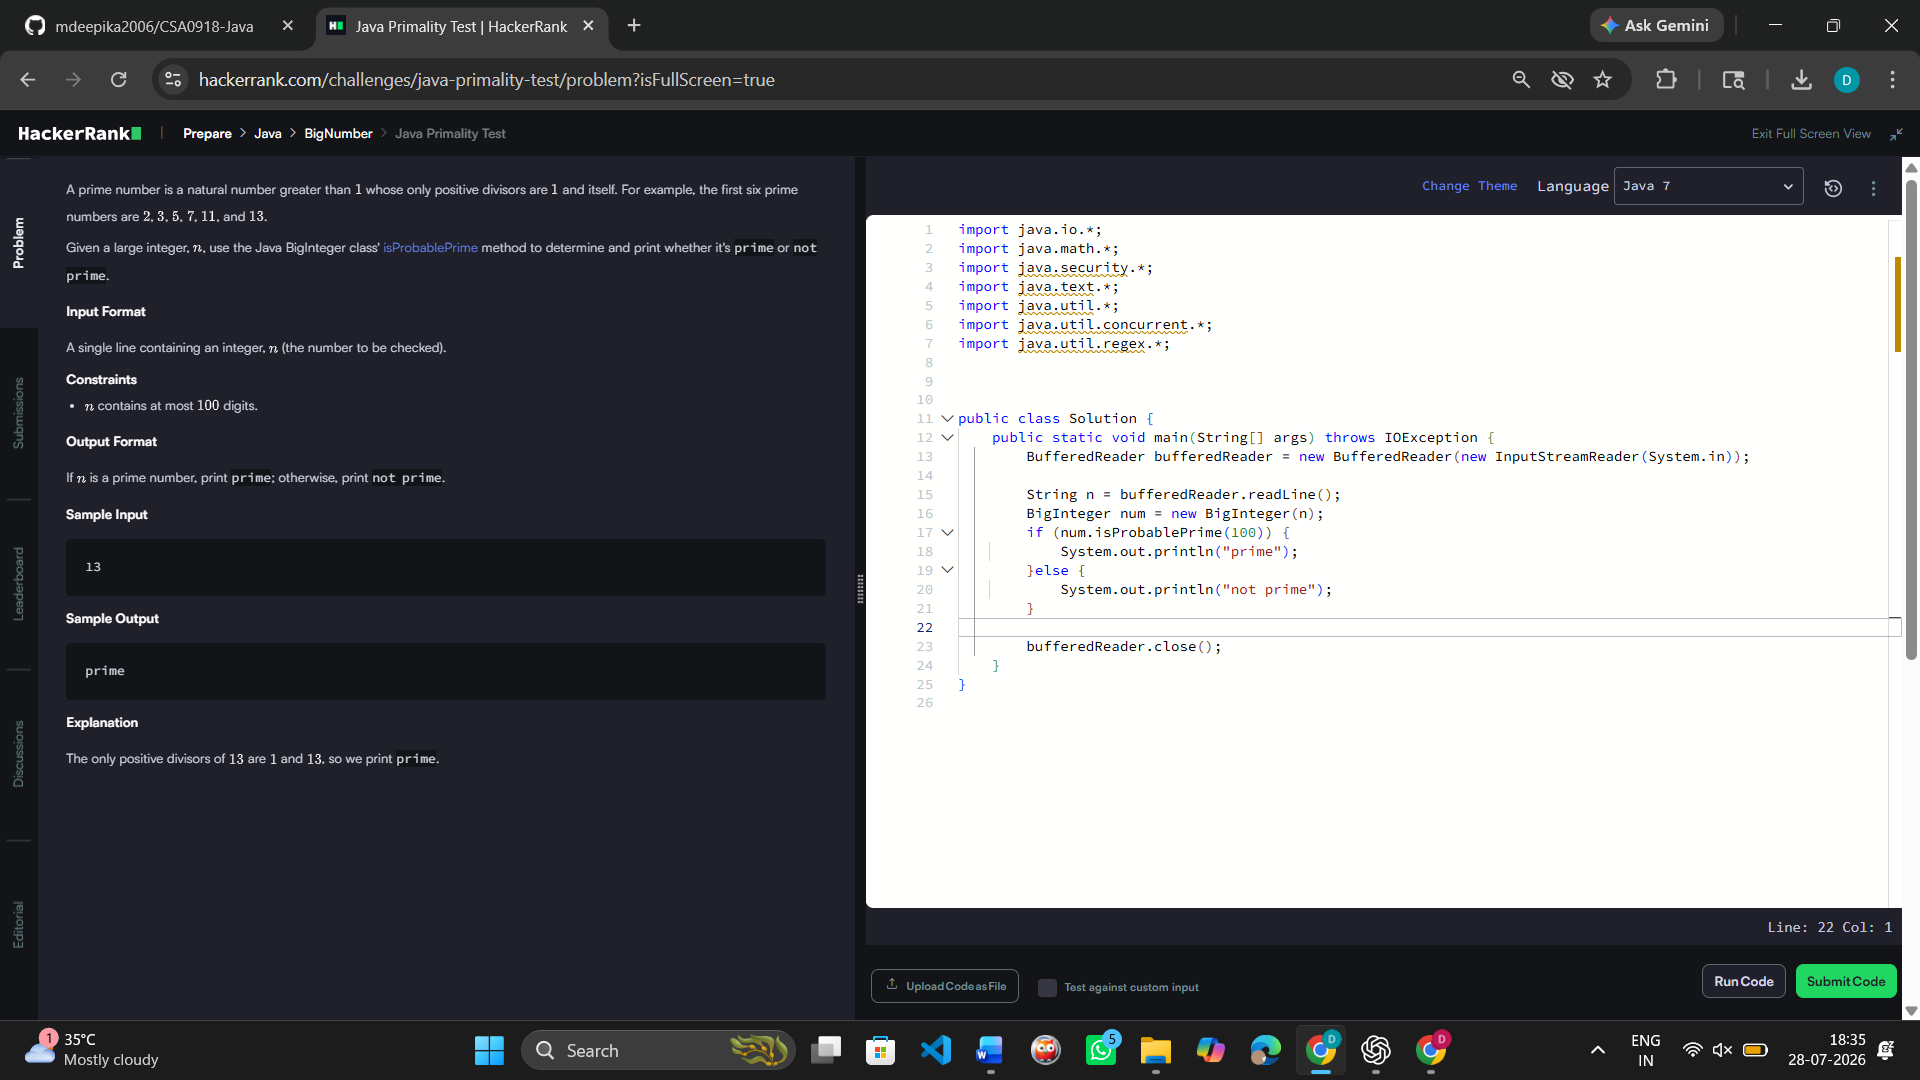 mdeepika2006/CSA0918-Java
Java Primality Test | HackerRank
Ask Gemini
hackerrank.com/challenges/java-primality-test/problem?isFullScreen=true
D
HackerRank
Prepare > Java > BigNumber > Java Primality Test
Exit Full Screen View
Problem
Submissions
Leaderboard
Discussions
Editorial
A prime number is a natural number greater than 1 whose only positive divisors are 1 and itself. For example, the first six prime
numbers are 2, 3, 5, 7, 11, and 13.
Given a large integer, n, use the Java BigInteger class' isProbablePrime method to determine and print whether it's prime or not
prime.
Input Format
A single line containing an integer, n (the number to be checked).
Constraints
• n contains at most 100 digits.
Output Format
If n is a prime number, print prime; otherwise, print not prime.
Sample Input
13
Sample Output
prime
Explanation
The only positive divisors of 13 are 1 and 13, so we print prime.
Change Theme Language Java 7
1 import java.io.*;
2 import java.math.*;
3 import java.security.*;
4 import java.text.*;
5 import java.util.*;
6 import java.util.concurrent.*;
7 import java.util.regex.*;
8
9
10
11 public class Solution {
12 public static void main(String[] args) throws IOException {
13 BufferedReader bufferedReader = new BufferedReader(new InputStreamReader(System.in));
14
15 String n = bufferedReader.readLine();
16 BigInteger num = new BigInteger(n);
17 if (num.isProbablePrime(100)) {
18 System.out.println("prime");
19 }else {
20 System.out.println("not prime");
21 }
22
23 bufferedReader.close();
24 }
25 }
26
Line: 22 Col: 1
Upload Code as File
Test against custom input
Run Code
Submit Code
1
35°C
Mostly cloudy
Search
W
5
D
D
ENG
IN
18:35
28-07-2026